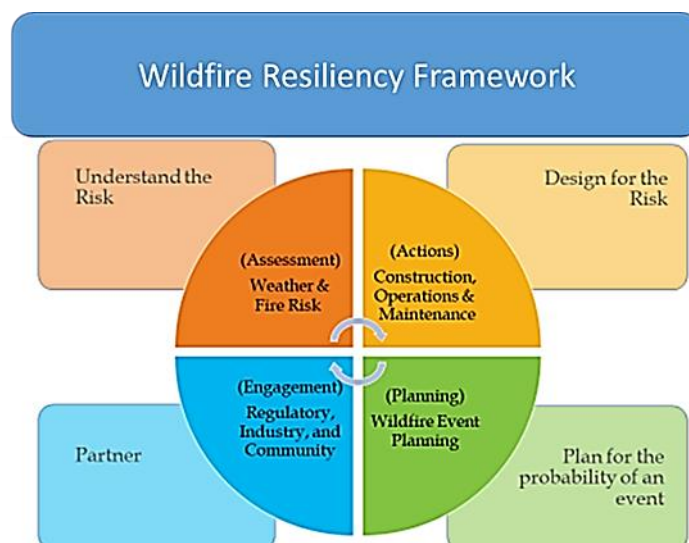 Wildfire Resiliency Framework
Understand the
Risk
Design for the
Risk
(Assessment)
Weather &
Fire Risk
(Actions)
Construction,
Operations &
Maintenance
(Engagement)
Regulatory,
Industry, and
Community
(Planning)
Wildfire Event
Planning
Partner
Plan for the
probability of an
event